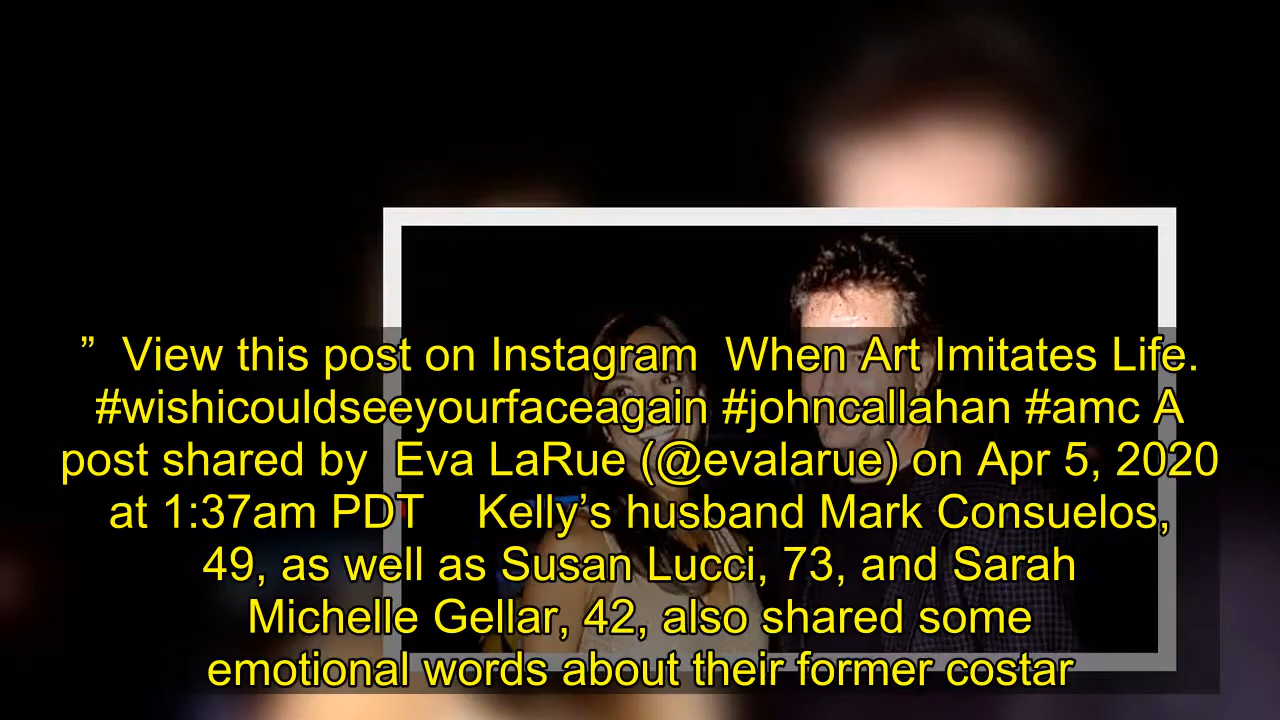 ”  View this post on Instagram  When Art Imitates Life.
#wishicouldseeyourfaceagain #johncallahan #amc A
post shared by  Eva LaRue (@evalarue) on Apr 5, 2020
at 1:37am PDT    Kelly’s husband Mark Consuelos,
49, as well as Susan Lucci, 73, and Sarah
Michelle Gellar, 42, also shared some
emotional words about their former costar